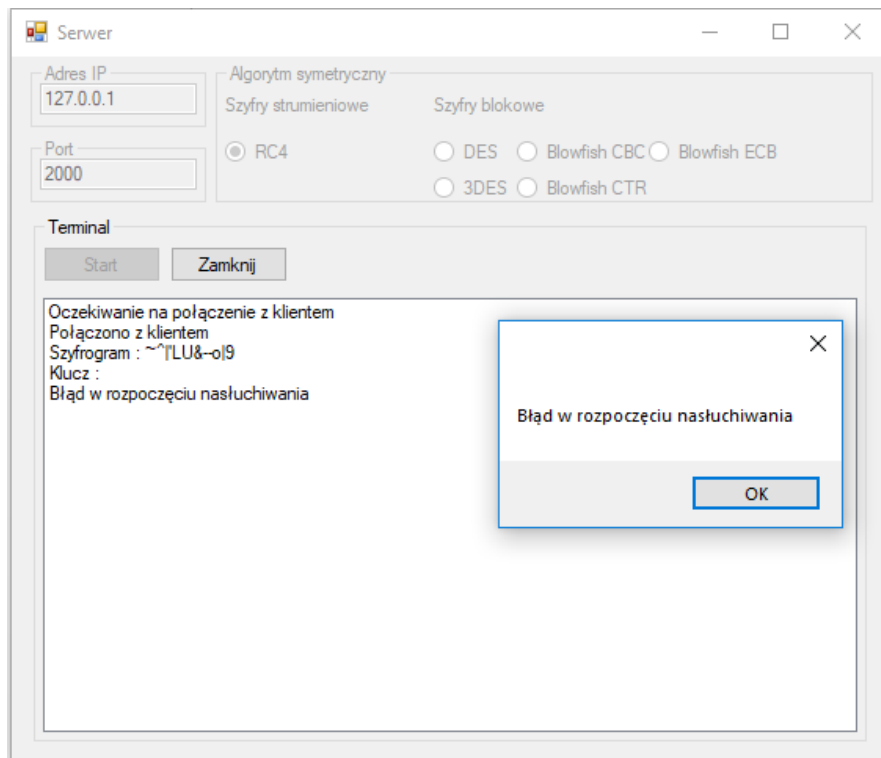 Serwer
Adres IP
127.0.0.1
Port
2000
Algorytm symetryczny
Szyfry strumieniowe
Szyfry blokowe
RC4
DES
Blowfish CBC
Blowfish ECB
3DES
Blowfish CTR
Terminal
Start
Zamknij
Oczekiwanie na połączenie z klientem
Połączono z klientem
Szyfrogram : ~^|'LU&--o|9
Klucz :
Błąd w rozpoczęciu nasłuchiwania
Błąd w rozpoczęciu nasłuchiwania
OK